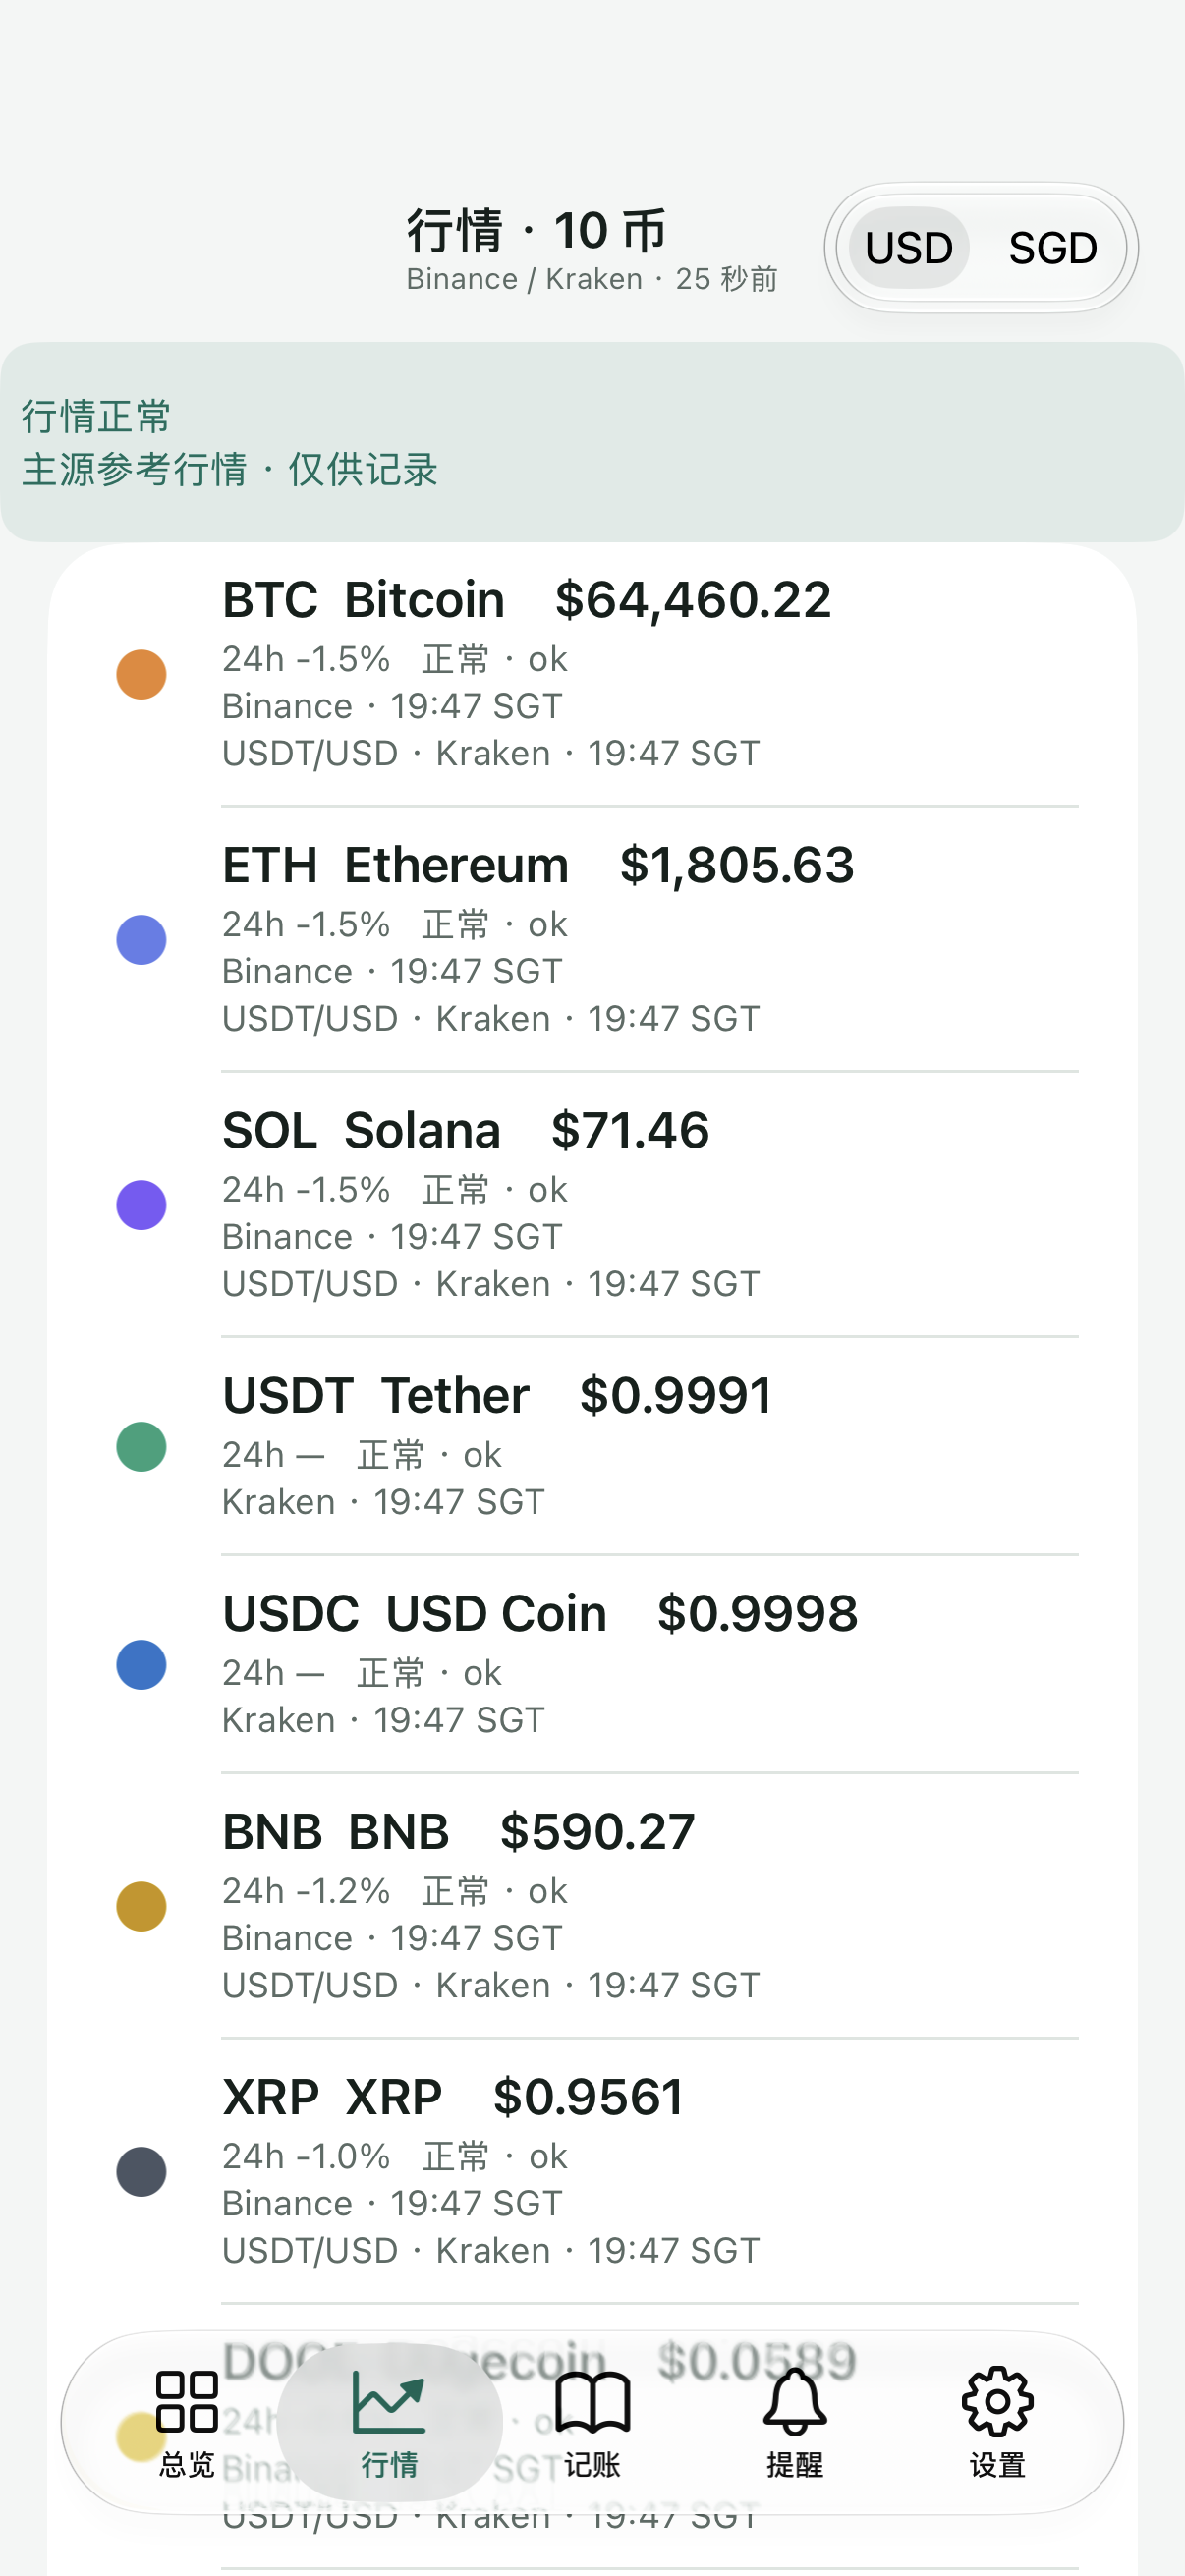 行情 · 10 币
Binance / Kraken · 25 秒前
USD SGD
行情正常
主源参考行情 · 仅供记录
BTC Bitcoin $64,460.22
24h -1.5% 正常 · ok
Binance · 19:47 SGT
USDT/USD · Kraken · 19:47 SGT
ETH Ethereum $1,805.63
24h -1.5% 正常 · ok
Binance · 19:47 SGT
USDT/USD · Kraken · 19:47 SGT
SOL Solana $71.46
24h -1.5% 正常 · ok
Binance · 19:47 SGT
USDT/USD · Kraken · 19:47 SGT
USDT Tether $0.9991
24h — 正常 · ok
Kraken · 19:47 SGT
USDC USD Coin $0.9998
24h — 正常 · ok
Kraken · 19:47 SGT
BNB BNB $590.27
24h -1.2% 正常 · ok
Binance · 19:47 SGT
USDT/USD · Kraken · 19:47 SGT
XRP XRP $0.9561
24h -1.0% 正常 · ok
Binance · 19:47 SGT
USDT/USD · Kraken · 19:47 SGT
$0.0589
24h
总览 行情 记账 提醒 设置
USDT/USD · Kraken · 19:47 SGT